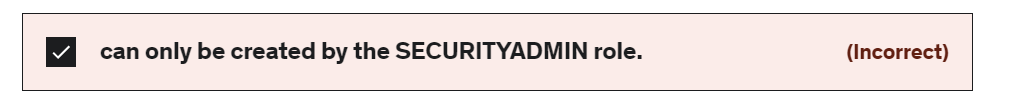 can only be created by the SECURITYADMIN role. (Incorrect)